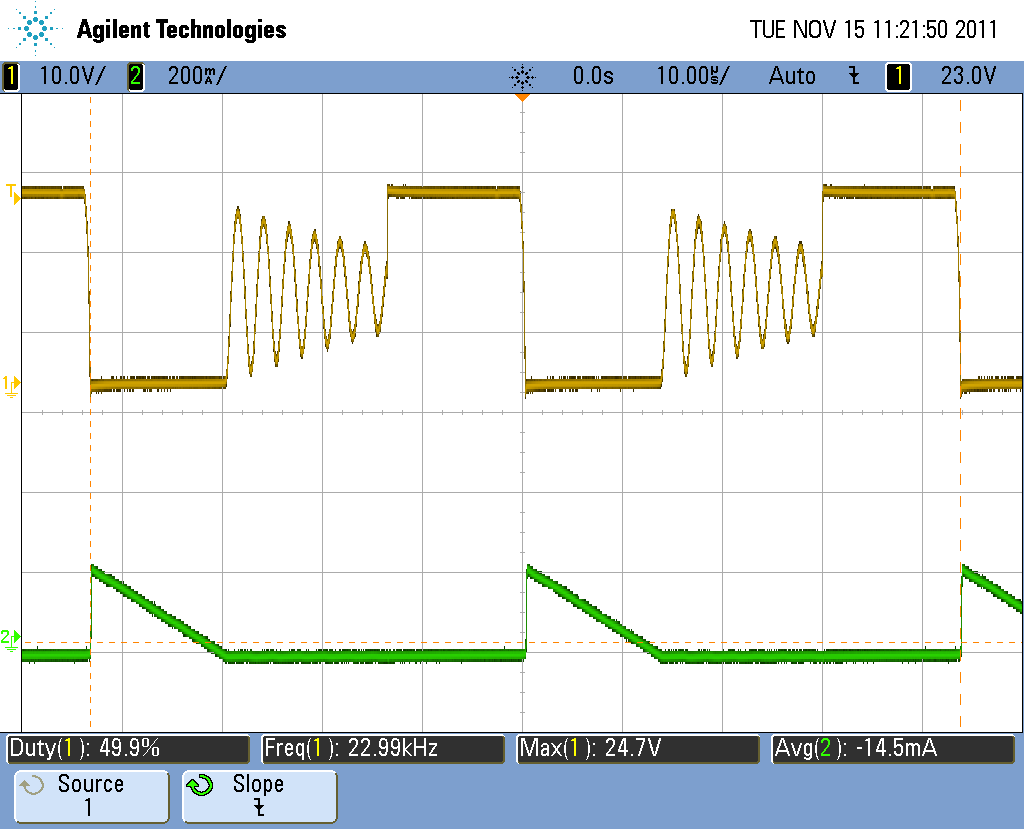 Agilent Technologies TUE NOV 15 11:21:50 2011
1 10.0V/ 2 200m/ 0.0s 10.00µs/ Auto 1 23.0V
T
1
2
Duty(1): 49.9% Freq(1): 22.99kHz Max(1): 24.7V Avg(2): -14.5mA
Source Slope
1